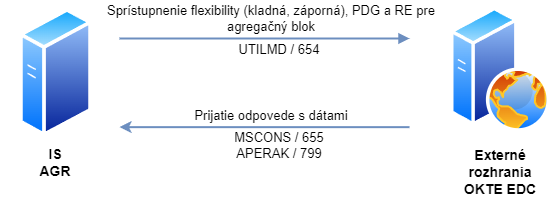 Sprístupnenie flexibility (kladná, záporná), PDG a RE pre
agregačný blok
UTILMD / 654
Prijatie odpovede s dátami
MSCONS / 655
APERAK / 799
IS
AGR
Externé
rozhrania
OKTE EDC